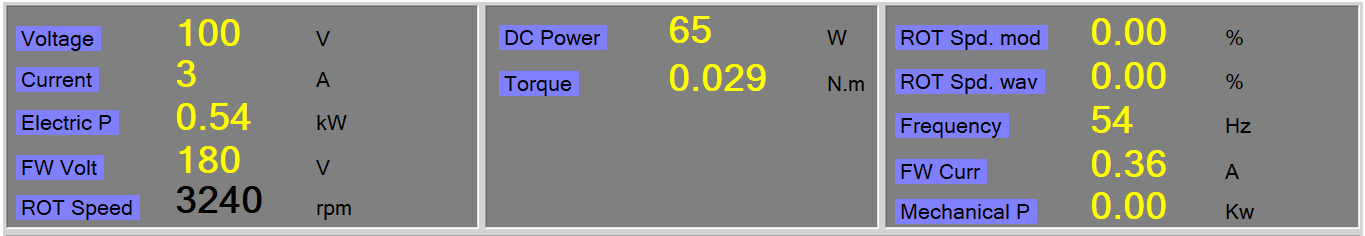 Voltage 100 V
Current 3 A
Electric P 0.54 kW
FW Volt 180 V
ROT Speed 3240 rpm
DC Power 65 W
Torque 0.029 N.m
ROT Spd. mod 0.00 %
ROT Spd. wav 0.00 %
Frequency 54 Hz
FW Curr 0.36 A
Mechanical P 0.00 Kw